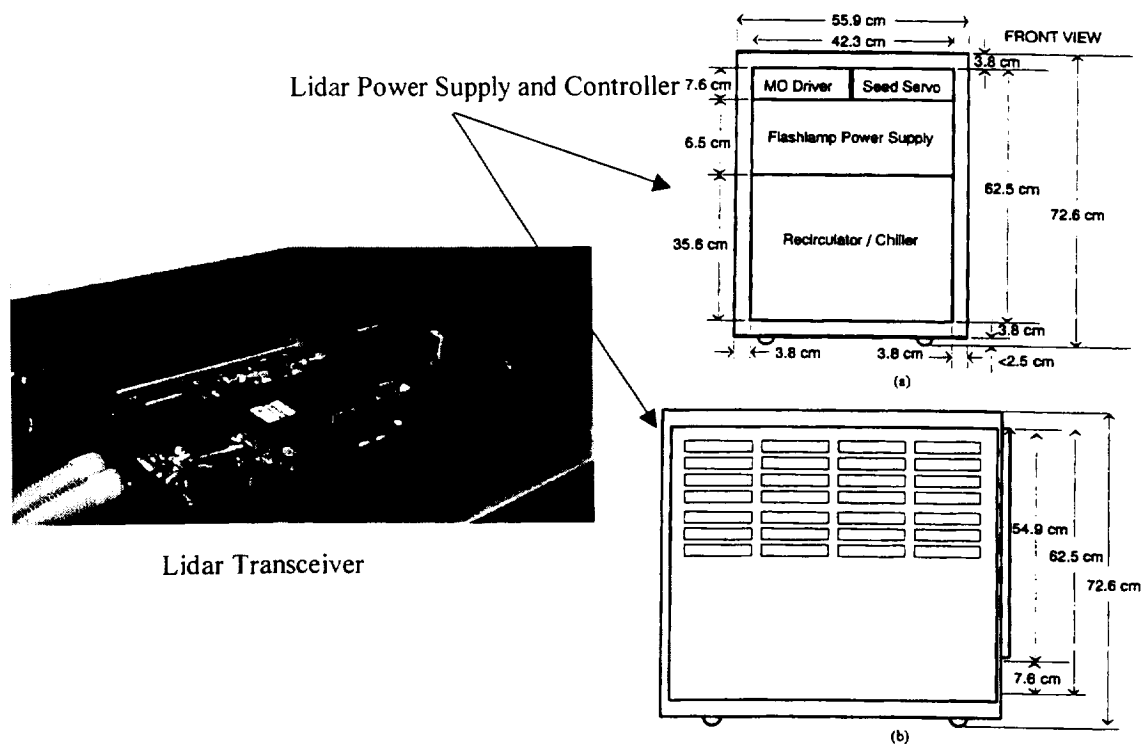 55.9 cm
42.3 cm
FRONT VIEW
3.8 cm
Lidar Power Supply and Controller
7.6 cm
MO Driver
Seed Servo
6.5 cm
Flashlamp Power Supply
62.5 cm
72.6 cm
35.6 cm
Recirculator / Chiller
3.8 cm
3.8 cm
3.8 cm
<2.5 cm
(a)
Lidar Transceiver
54.9 cm
62.5 cm
72.6 cm
7.6 cm
(b)